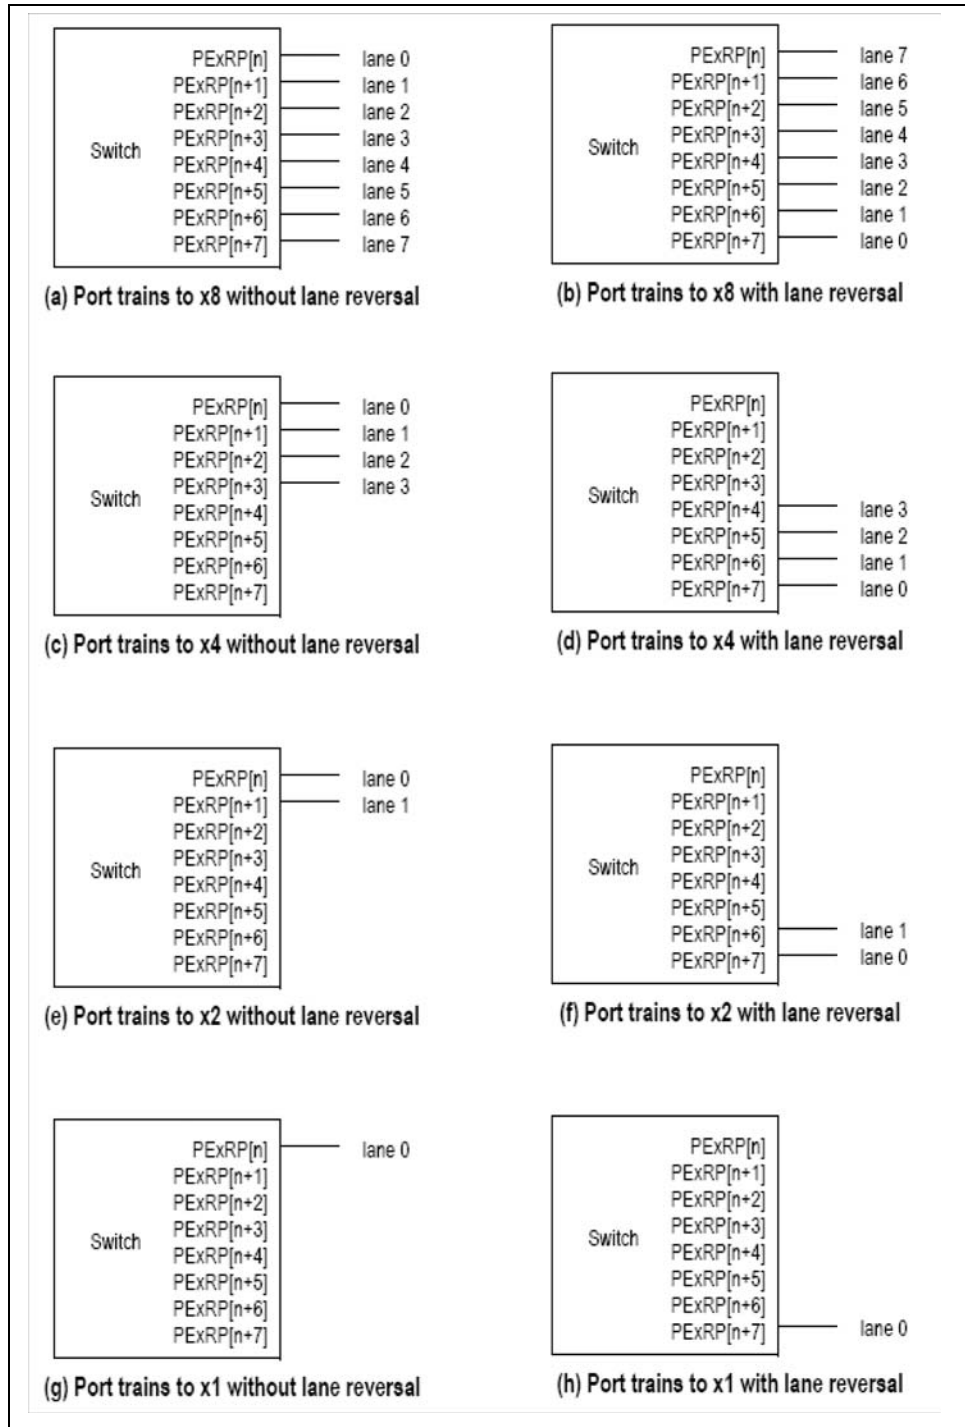 PExRP[n] lane 0
PExRP[n+1] lane 1
PExRP[n+2] lane 2
PExRP[n+3] lane 3
Switch
PExRP[n+4] lane 4
PExRP[n+5] lane 5
PExRP[n+6] lane 6
PExRP[n+7] lane 7
(a) Port trains to x8 without lane reversal
PExRP[n] lane 7
PExRP[n+1] lane 6
PExRP[n+2] lane 5
PExRP[n+3] lane 4
Switch
PExRP[n+4] lane 3
PExRP[n+5] lane 2
PExRP[n+6] lane 1
PExRP[n+7] lane 0
(b) Port trains to x8 with lane reversal
PExRP[n] lane 0
PExRP[n+1] lane 1
PExRP[n+2] lane 2
PExRP[n+3] lane 3
Switch
PExRP[n+4]
PExRP[n+5]
PExRP[n+6]
PExRP[n+7]
(c) Port trains to x4 without lane reversal
PExRP[n]
PExRP[n+1]
PExRP[n+2]
PExRP[n+3]
Switch
PExRP[n+4] lane 3
PExRP[n+5] lane 2
PExRP[n+6] lane 1
PExRP[n+7] lane 0
(d) Port trains to x4 with lane reversal
PExRP[n] lane 0
PExRP[n+1] lane 1
PExRP[n+2]
PExRP[n+3]
Switch
PExRP[n+4]
PExRP[n+5]
PExRP[n+6]
PExRP[n+7]
(e) Port trains to x2 without lane reversal
PExRP[n]
PExRP[n+1]
PExRP[n+2]
PExRP[n+3]
Switch
PExRP[n+4]
PExRP[n+5]
PExRP[n+6] lane 1
PExRP[n+7] lane 0
(f) Port trains to x2 with lane reversal
PExRP[n] lane 0
PExRP[n+1]
PExRP[n+2]
PExRP[n+3]
Switch
PExRP[n+4]
PExRP[n+5]
PExRP[n+6]
PExRP[n+7]
(g) Port trains to x1 without lane reversal
PExRP[n]
PExRP[n+1]
PExRP[n+2]
PExRP[n+3]
Switch
PExRP[n+4]
PExRP[n+5]
PExRP[n+6]
PExRP[n+7] lane 0
(h) Port trains to x1 with lane reversal